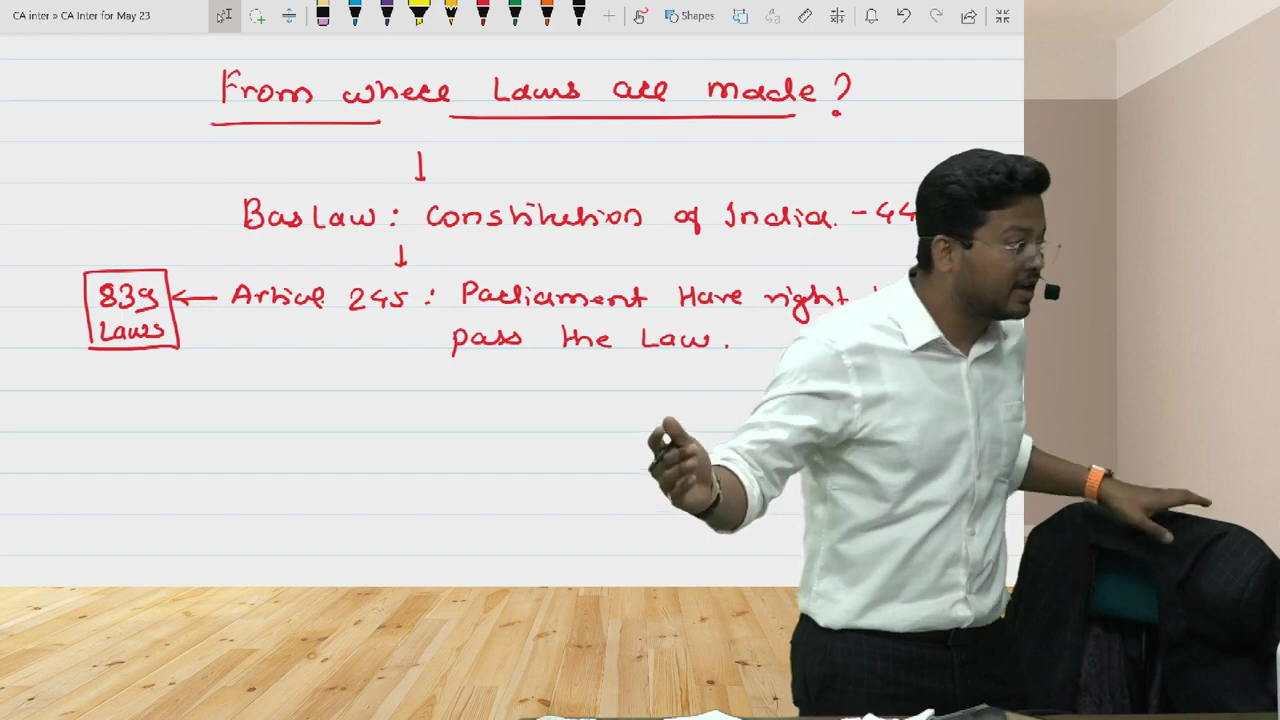 CA inter » CA Inter for May 23
Shapes
From where Laws are made?
Bas Law: Constitution of India. - 44
839 Laws ← Artical 245: Parliament Have right
pass the Law.